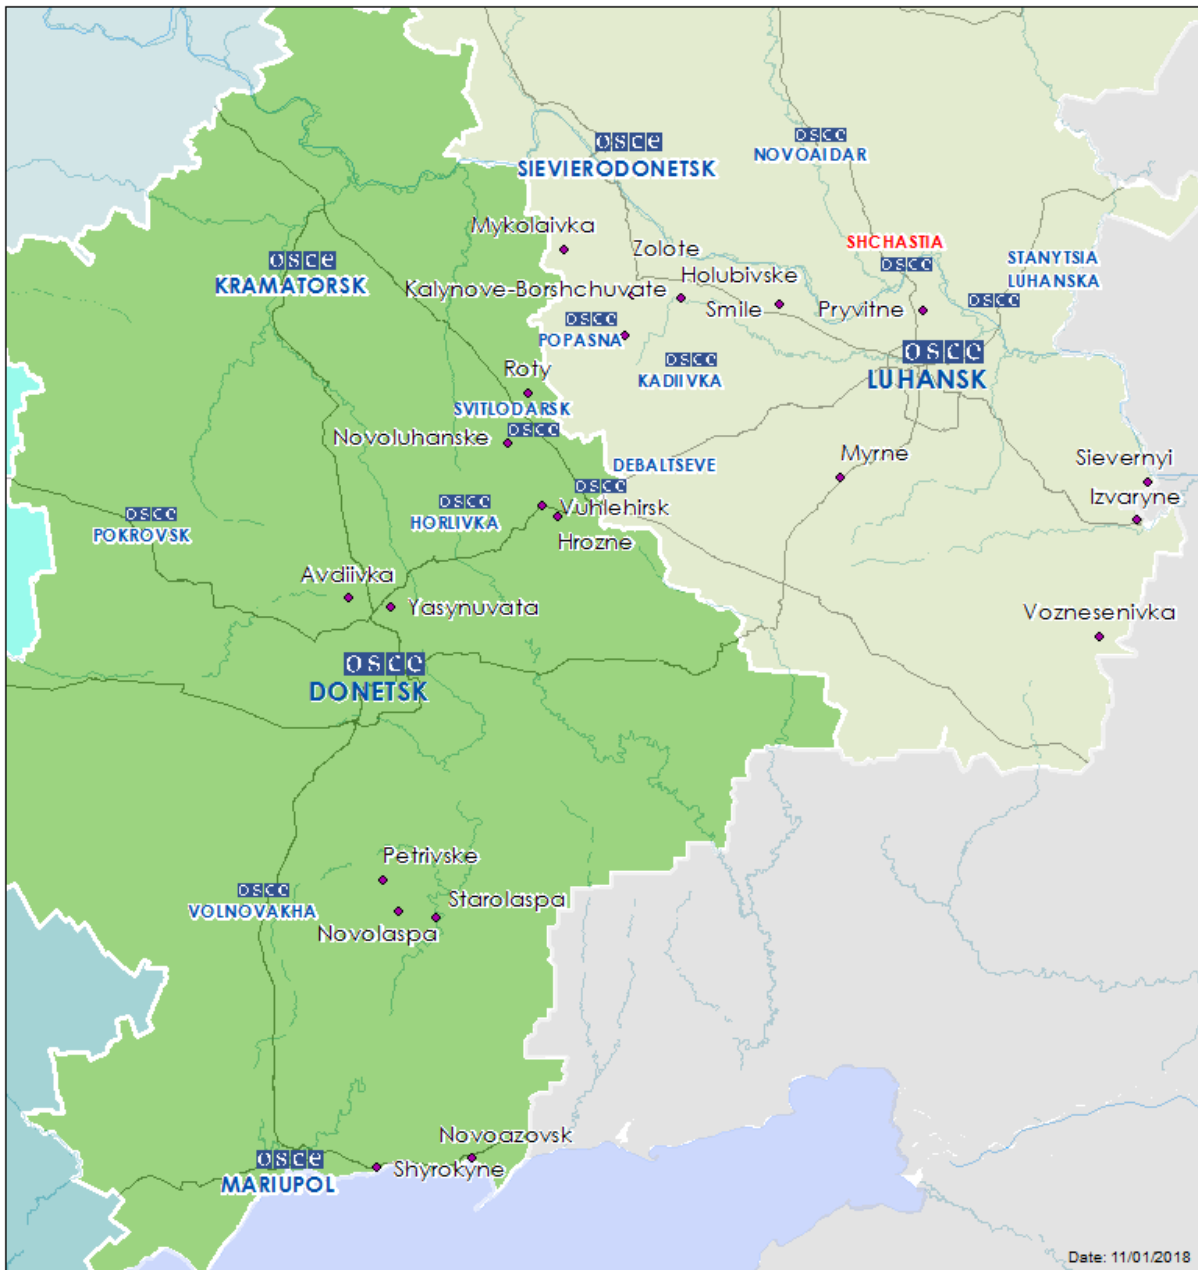 osce
SIEVIERODONETSK
osce
NOVOAIDAR
Mykolaivka
Zolote
SHCHASTIA
osce
STANYTSIA
LUHANSKA
osce
osce
KRAMATORSK
Kalynove-Borshchuvate
Holubivske
Smile
Pryvitne
osce
POPASNA
osce
LUHANSK
osce
KADIIVKA
Roty
SVITLODARSK
osce
Novoluhanske
DEBALTSEVE
osce
Myrne
Sievernyi
Izvaryne
osce
HORLIVKA
Vuhlehirsk
Hrozne
osce
POKROVSK
Avdiivka
Yasynuvata
Voznesenivka
osce
DONETSK
Petrivske
Starolaspa
Novolaspa
osce
VOLNOVAKHA
Novoazovsk
Shyrokyne
osce
MARIUPOL
Date: 11/01/2018